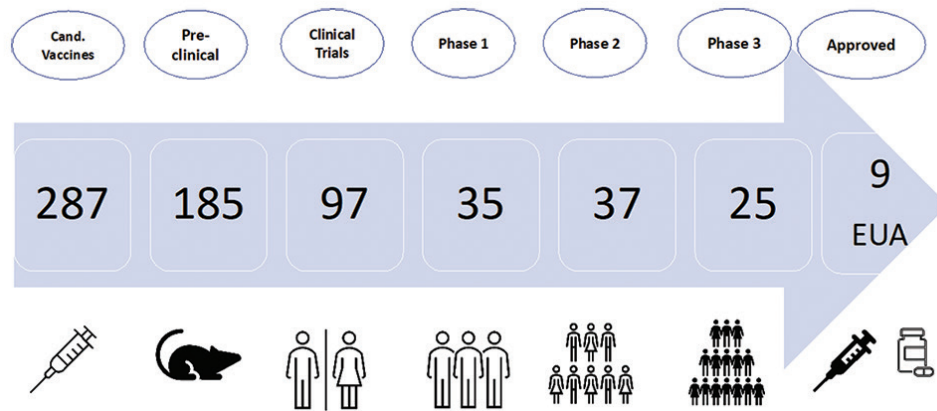 Cand.
Vaccines
Pre-
clinical
Clinical
Trials
Phase 1
Phase 2
Phase 3
Approved
287
185
97
35
37
25
9
EUA